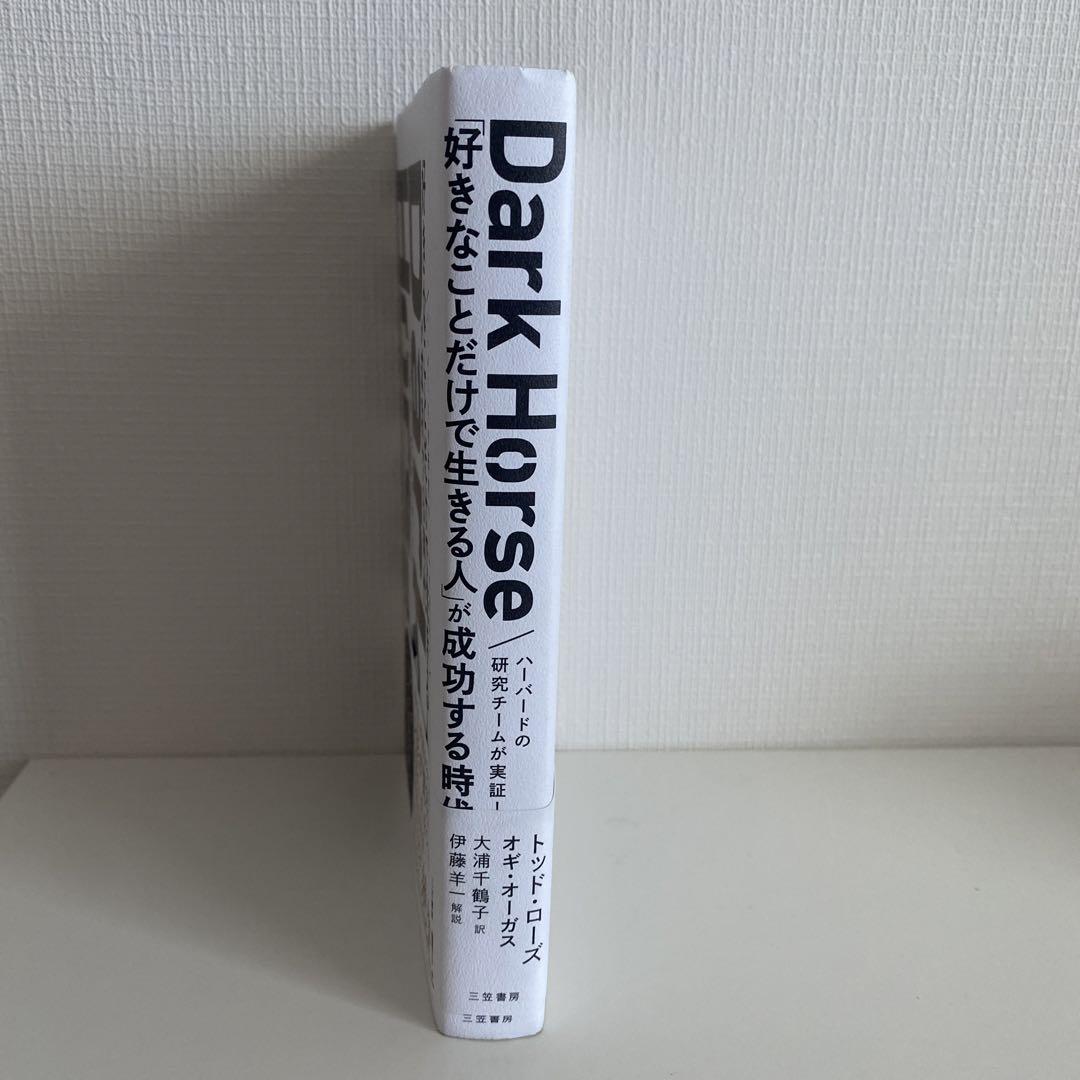 Dark Horse/
ハーバードの
研究チームが実証
「好きなことだけで生きる人」が成功する時
トッド・ローズ
オギ・オーガス
大浦千鶴子 訳
伊藤羊一 解説
三笠書房
三笠書房